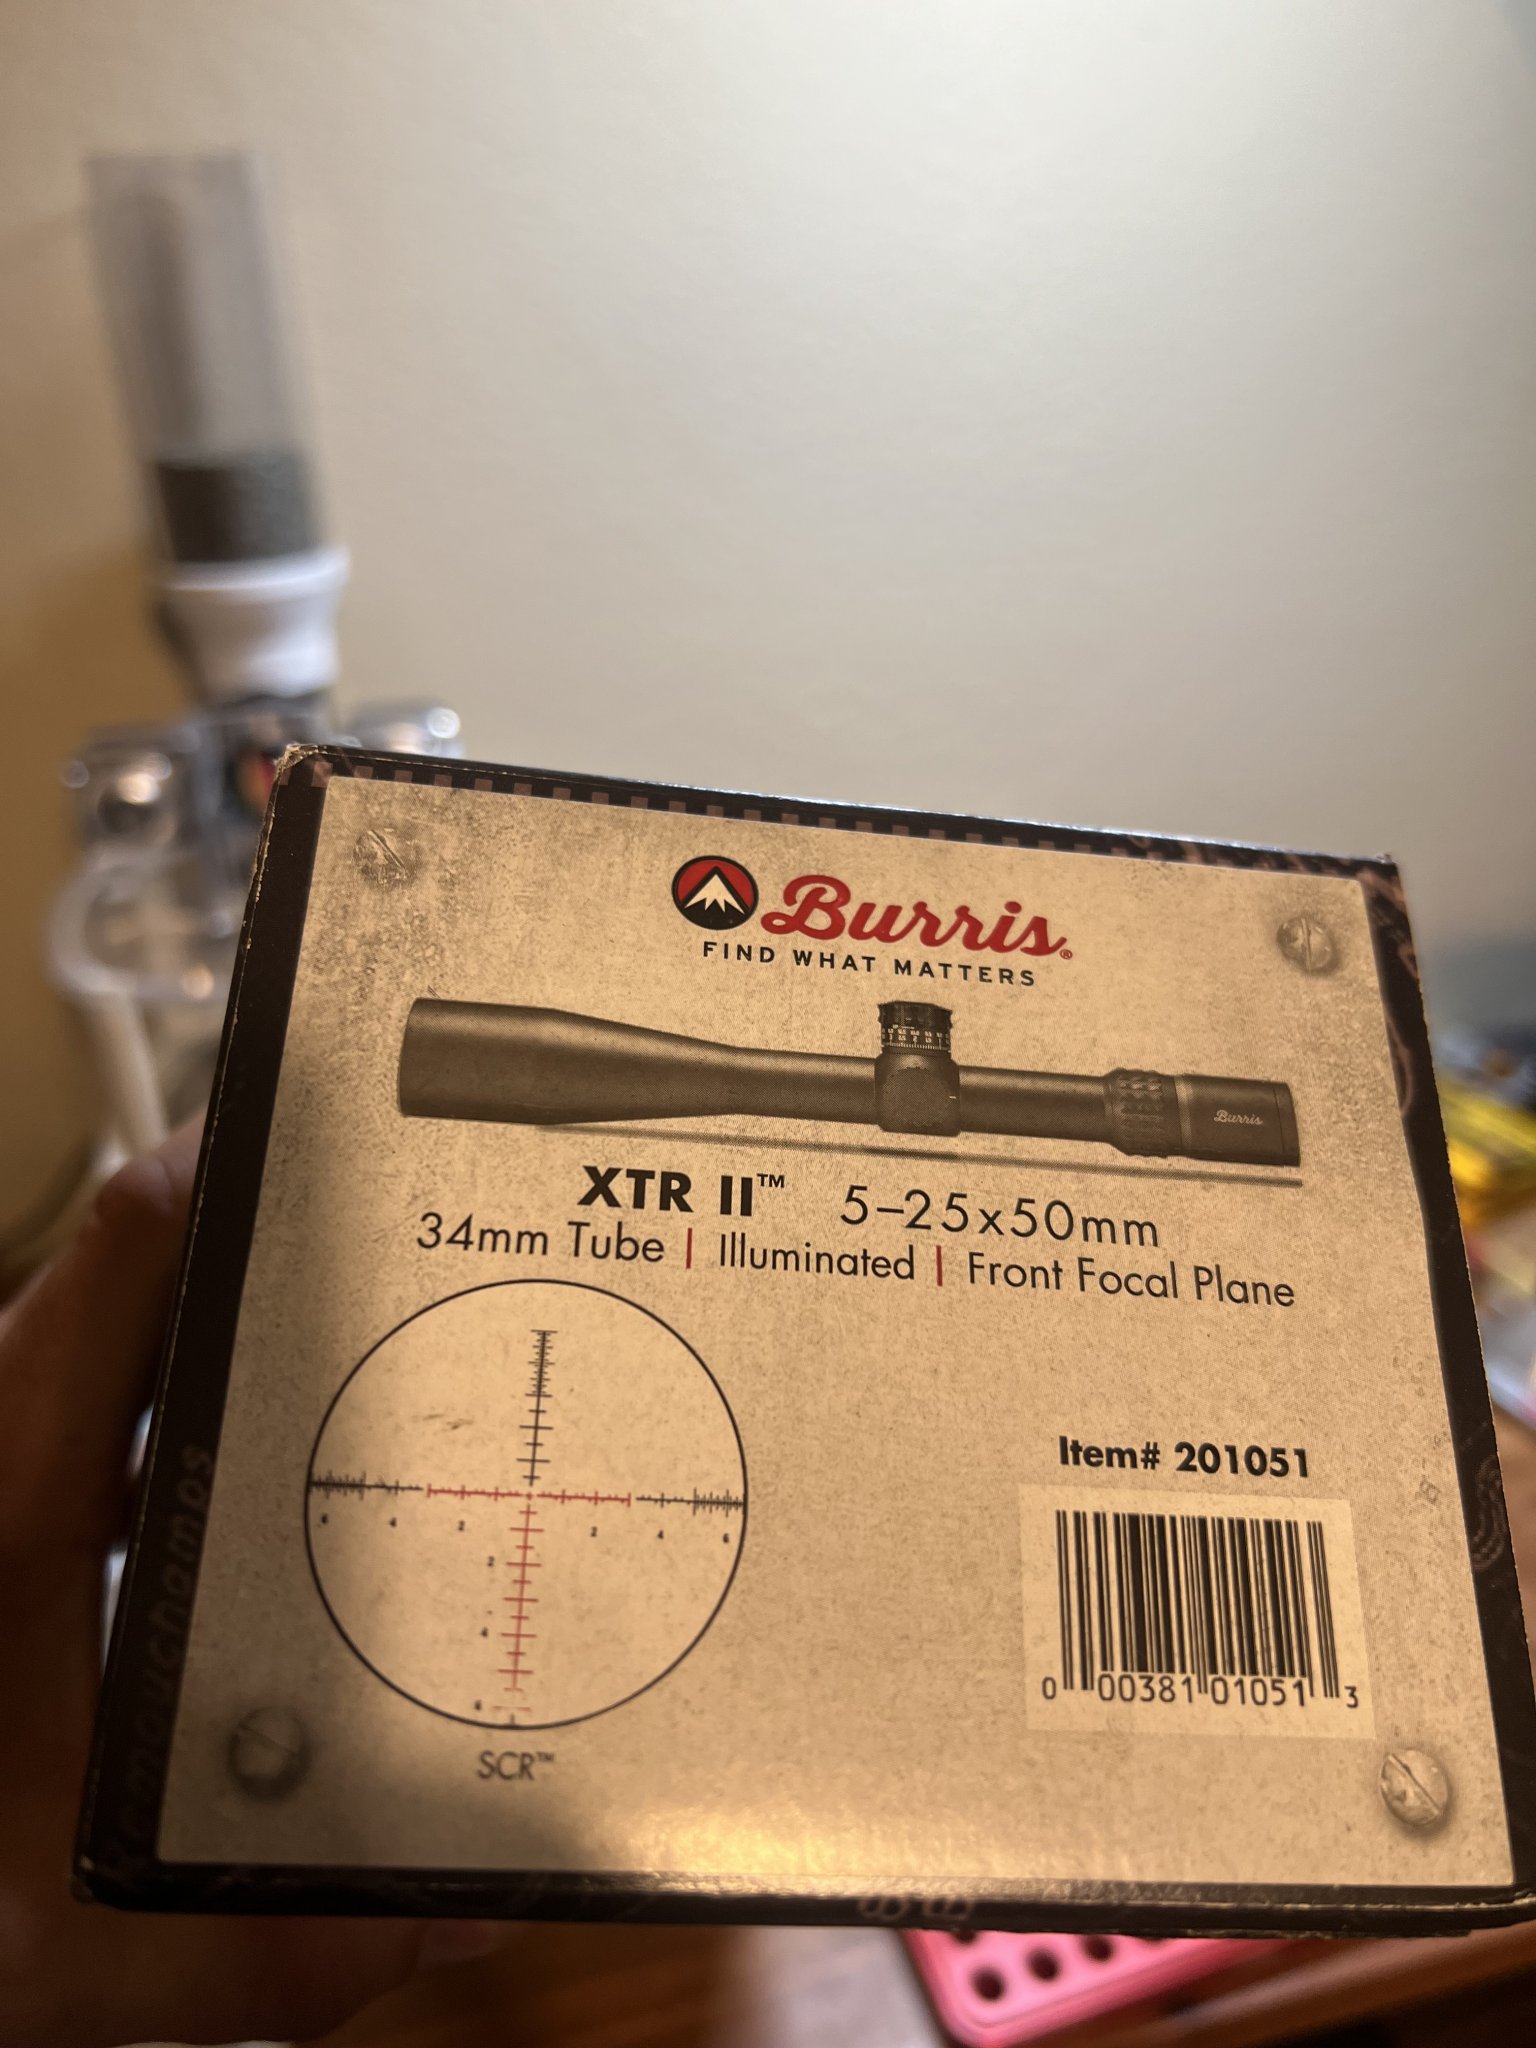 Burris®
FIND WHAT MATTERS
Burris
XTR II™ 5–25x50mm
34mm Tube | Illuminated | Front Focal Plane
6 4 2 2 4 6
2
4
6
SCR™
Item# 201051
0 00381 01051 3